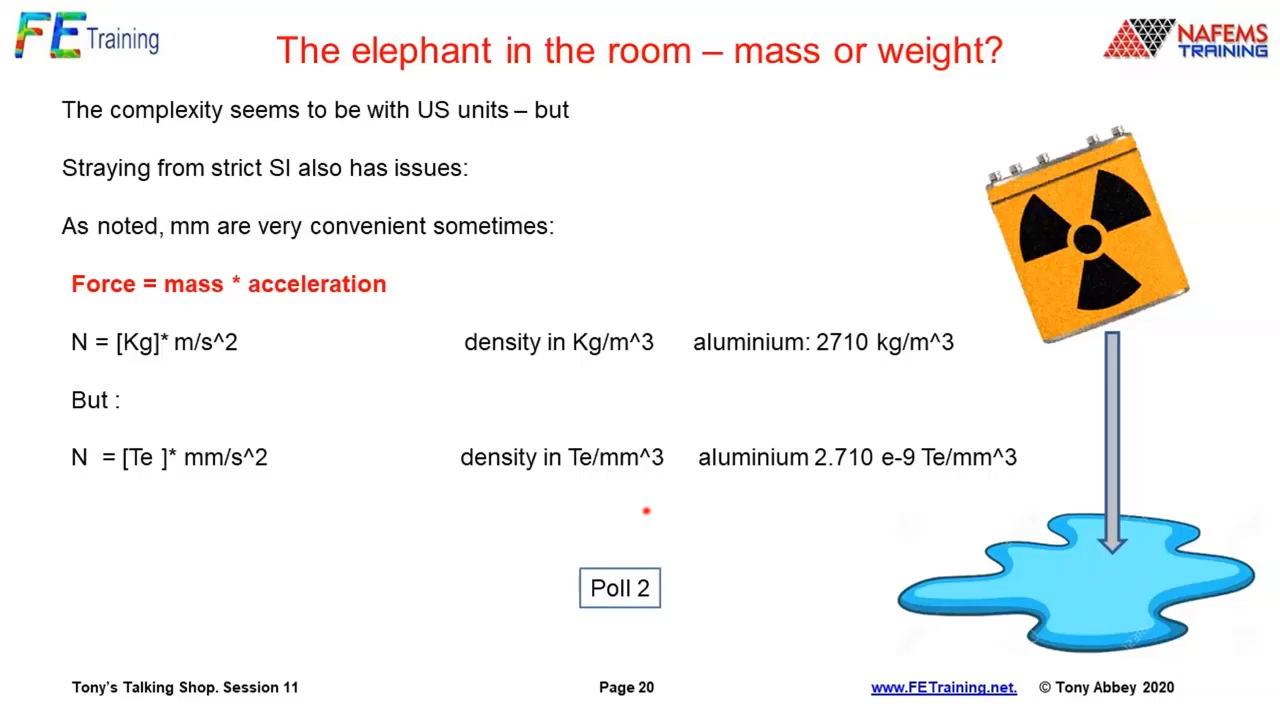 FE Training
The elephant in the room – mass or weight?
NAFEMS
TRAINING
The complexity seems to be with US units – but
Straying from strict SI also has issues:
As noted, mm are very convenient sometimes:
Force = mass * acceleration
N = [Kg]* m/s^2 density in Kg/m^3 aluminium: 2710 kg/m^3
But :
N = [Te ]* mm/s^2 density in Te/mm^3 aluminium 2.710 e-9 Te/mm^3
Poll 2
Tony's Talking Shop. Session 11 Page 20 www.FETraining.net. © Tony Abbey 2020